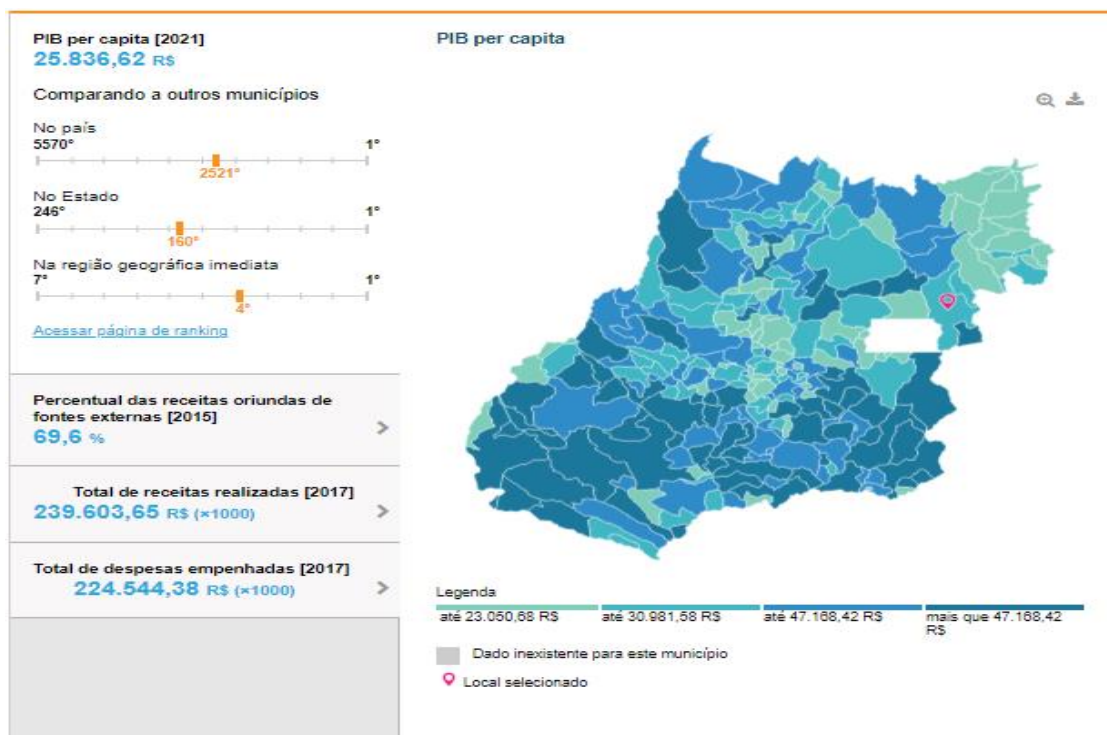 PIB per capita [2021]
25.836,62 R$
Comparando a outros municípios
No país
5570° 1°
2521°
No Estado
246° 1°
160°
Na região geográfica imediata
7° 1°
4°
Acessar página de ranking
Percentual das receitas oriundas de
fontes externas [2015]
69,6 %
Total de receitas realizadas [2017]
239.603,65 R$ (×1000)
Total de despesas empenhadas [2017]
224.544,38 R$ (×1000)
PIB per capita
Legenda
até 23.050,68 R$ até 30.981,58 R$ até 47.168,42 R$ mais que 47.168,42
R$
Dado inexistente para este município
Local selecionado